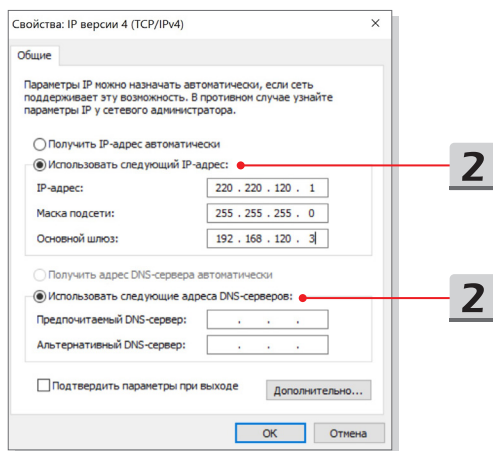 Свойства: IP версии 4 (TCP/IPv4)
Общие
Параметры IP можно назначать автоматически, если сеть
поддерживает эту возможность. В противном случае узнайте
параметры IP у сетевого администратора.
Получить IP-адрес автоматически
Использовать следующий IP-адрес:
2
IP-адрес: 220 . 220 . 120 . 1
Маска подсети: 255 . 255 . 255 . 0
Основной шлюз: 192 . 168 . 120 . 3
Получить адрес DNS-сервера автоматически
Использовать следующие адреса DNS-серверов:
2
Предпочитаемый DNS-сервер: . . .
Альтернативный DNS-сервер: . . .
Подтвердить параметры при выходе
Дополнительно...
OK Отмена